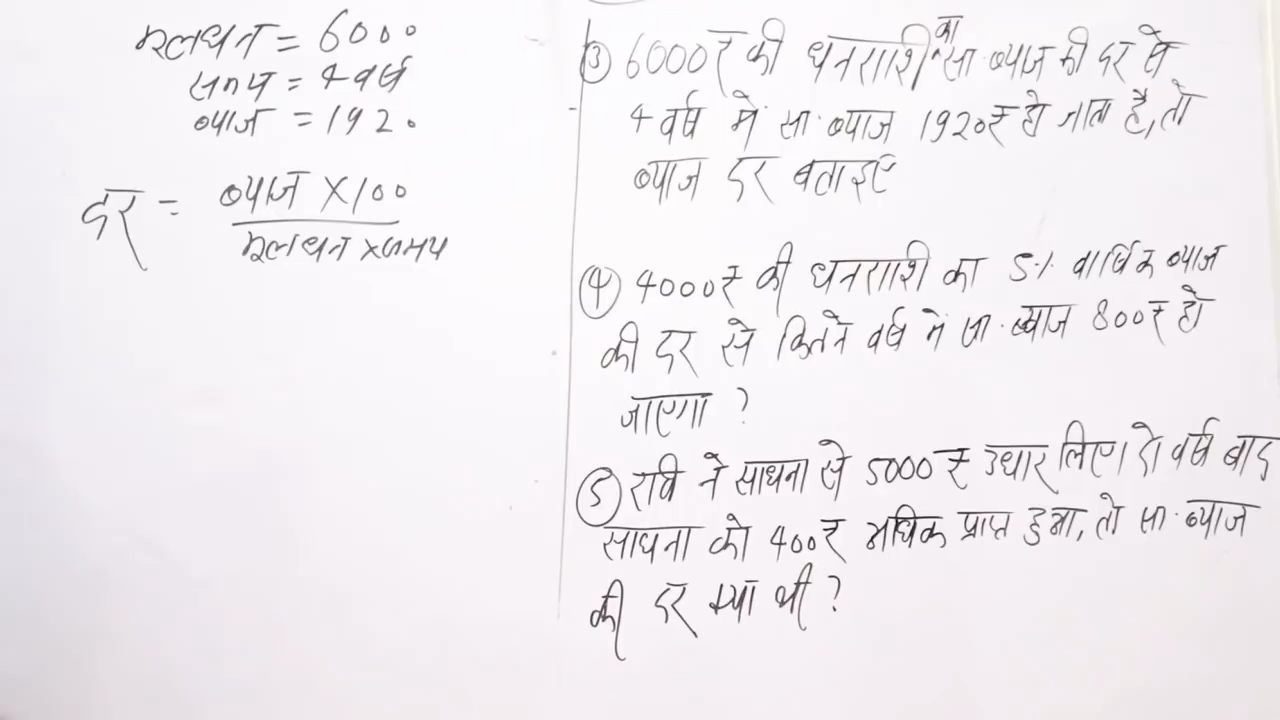 मूलधन = 6000
समय = 4 वर्ष
ब्याज = 1920
दर = ब्याज × 100
मूलधन × समय
③ 6000₹ की धनराशि का सा. ब्याज की दर से
4 वर्ष में सा. ब्याज 1920₹ हो जाता है, तो
ब्याज दर बताइए
④ 4000₹ की धनराशि का 5% वार्षिक ब्याज
की दर से कितने वर्ष में सा. ब्याज 800₹ हो
जाएगा ?
⑤ रवि ने साधना से 5000₹ उधार लिए। दो वर्ष बाद
साधना को 400₹ अधिक प्राप्त हुआ, तो सा. ब्याज
की दर क्या थी ?